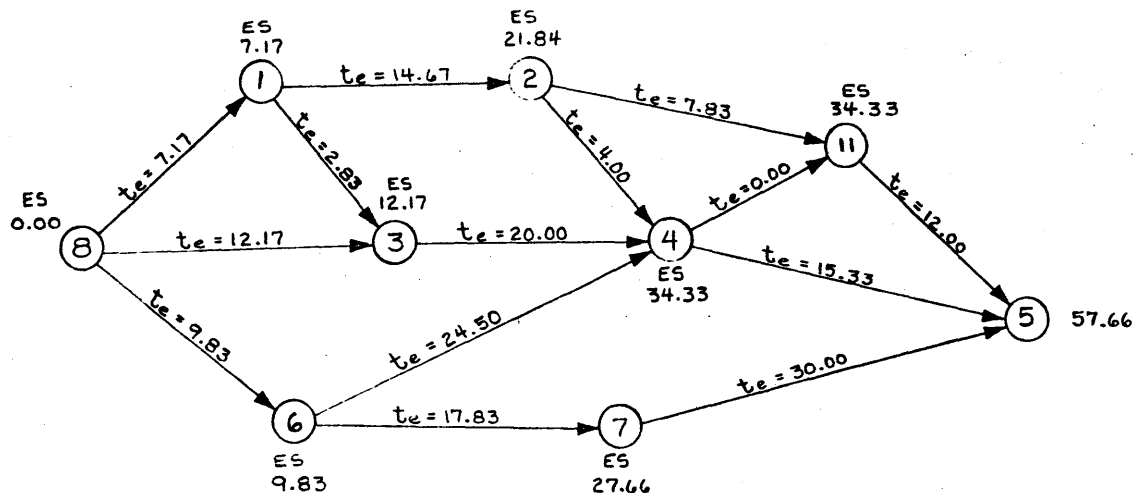 ES
7.17
1
te = 14.67
ES
21.84
2
te = 7.83
ES
34.33
11
te = 7.17
te = 2.83
te = 4.00
te = 0.00
te = 12.00
ES
0.00
8
te = 12.17
ES
12.17
3
te = 20.00
4
ES
34.33
te = 15.33
5
57.66
te = 9.83
te = 24.50
te = 30.00
6
ES
9.83
te = 17.83
7
ES
27.66